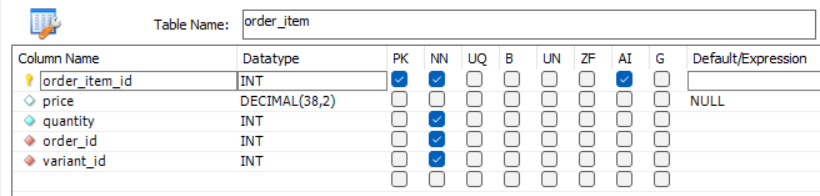 Table Name: order_item
Column Name Datatype PK NN UQ B UN ZF AI G Default/Expression
order_item_id INT
price DECIMAL(38,2) NULL
quantity INT
order_id INT
variant_id INT